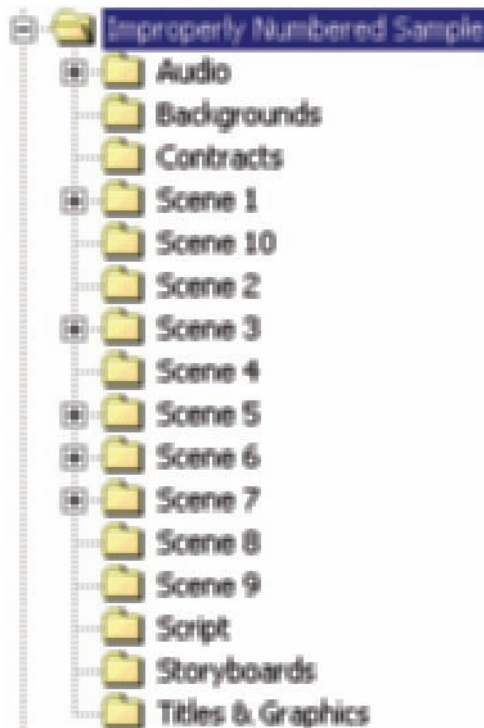 Improperly Numbered Sample
Audio
Backgrounds
Contracts
Scene 1
Scene 10
Scene 2
Scene 3
Scene 4
Scene 5
Scene 6
Scene 7
Scene 8
Scene 9
Script
Storyboards
Titles & Graphics